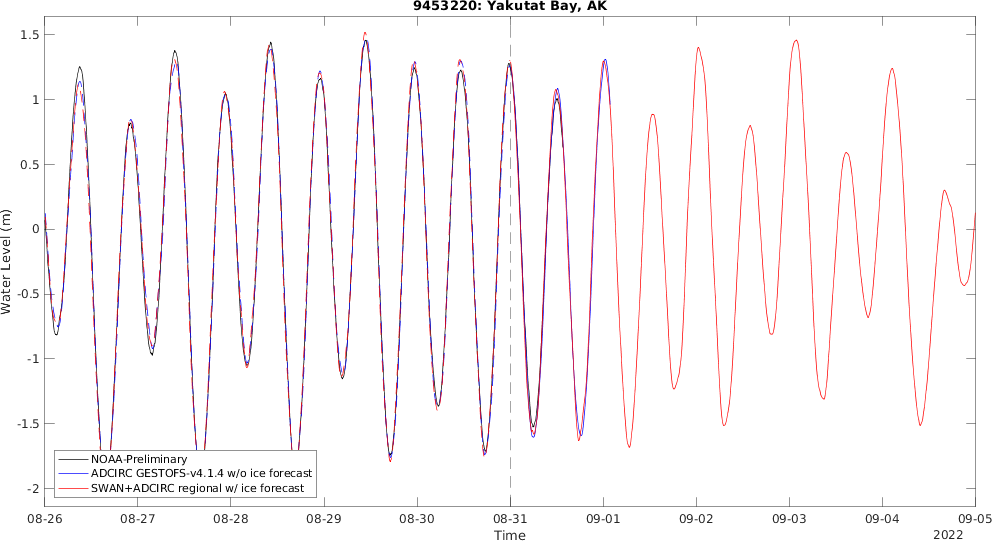 9453220: Yakutat Bay, AK
Water Level (m)
1.5
1
0.5
0
-0.5
-1
-1.5
-2
NOAA-Preliminary
ADCIRC GESTOFS-v4.1.4 w/o ice forecast
SWAN+ADCIRC regional w/ ice forecast
08-26 08-27 08-28 08-29 08-30 08-31 09-01 09-02 09-03 09-04 09-05
Time
2022